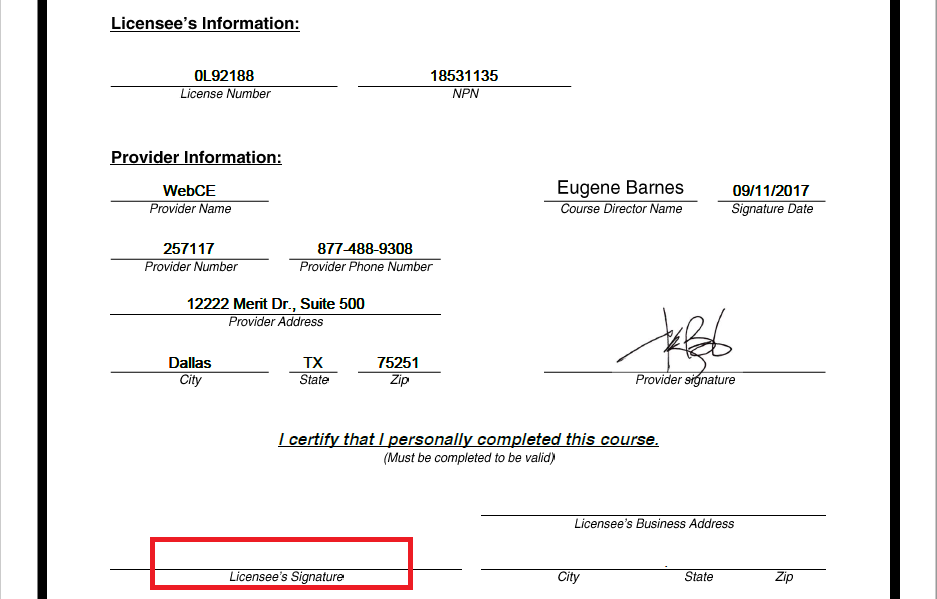 Licensee's Information:
0L92188 18531135
License Number NPN
Provider Information:
WebCE Eugene Barnes 09/11/2017
Provider Name Course Director Name Signature Date
257117 877-488-9308
Provider Number Provider Phone Number
12222 Merit Dr., Suite 500
Provider Address
Dallas TX 75251
City State Zip Provider signature
I certify that I personally completed this course.
(Must be completed to be valid)
Licensee's Business Address
Licensee's Signature City State Zip